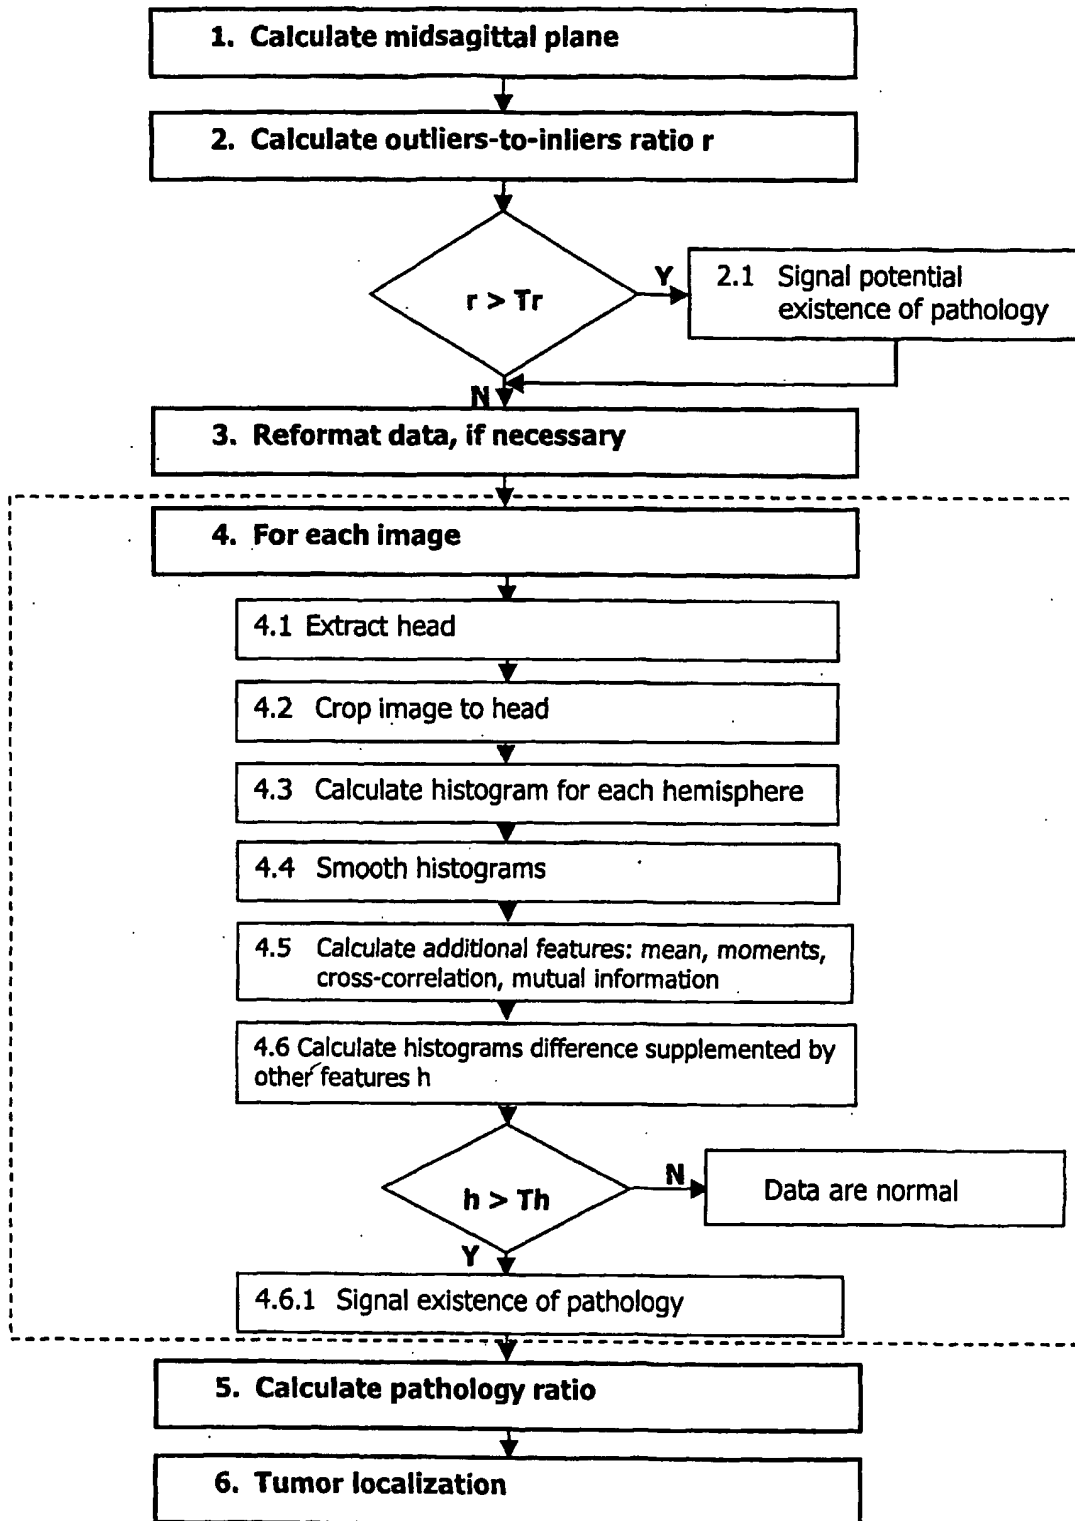 1. Calculate midsagittal plane
2. Calculate outliers-to-inliers ratio r
r > Tr
Y
2.1 Signal potential
existence of pathology
N
3. Reformat data, if necessary
4. For each image
4.1 Extract head
4.2 Crop image to head
4.3 Calculate histogram for each hemisphere
4.4 Smooth histograms
4.5 Calculate additional features: mean, moments,
cross-correlation, mutual information
4.6 Calculate histograms difference supplemented by
other features h
h > Th
N
Data are normal
Y
4.6.1 Signal existence of pathology
5. Calculate pathology ratio
6. Tumor localization